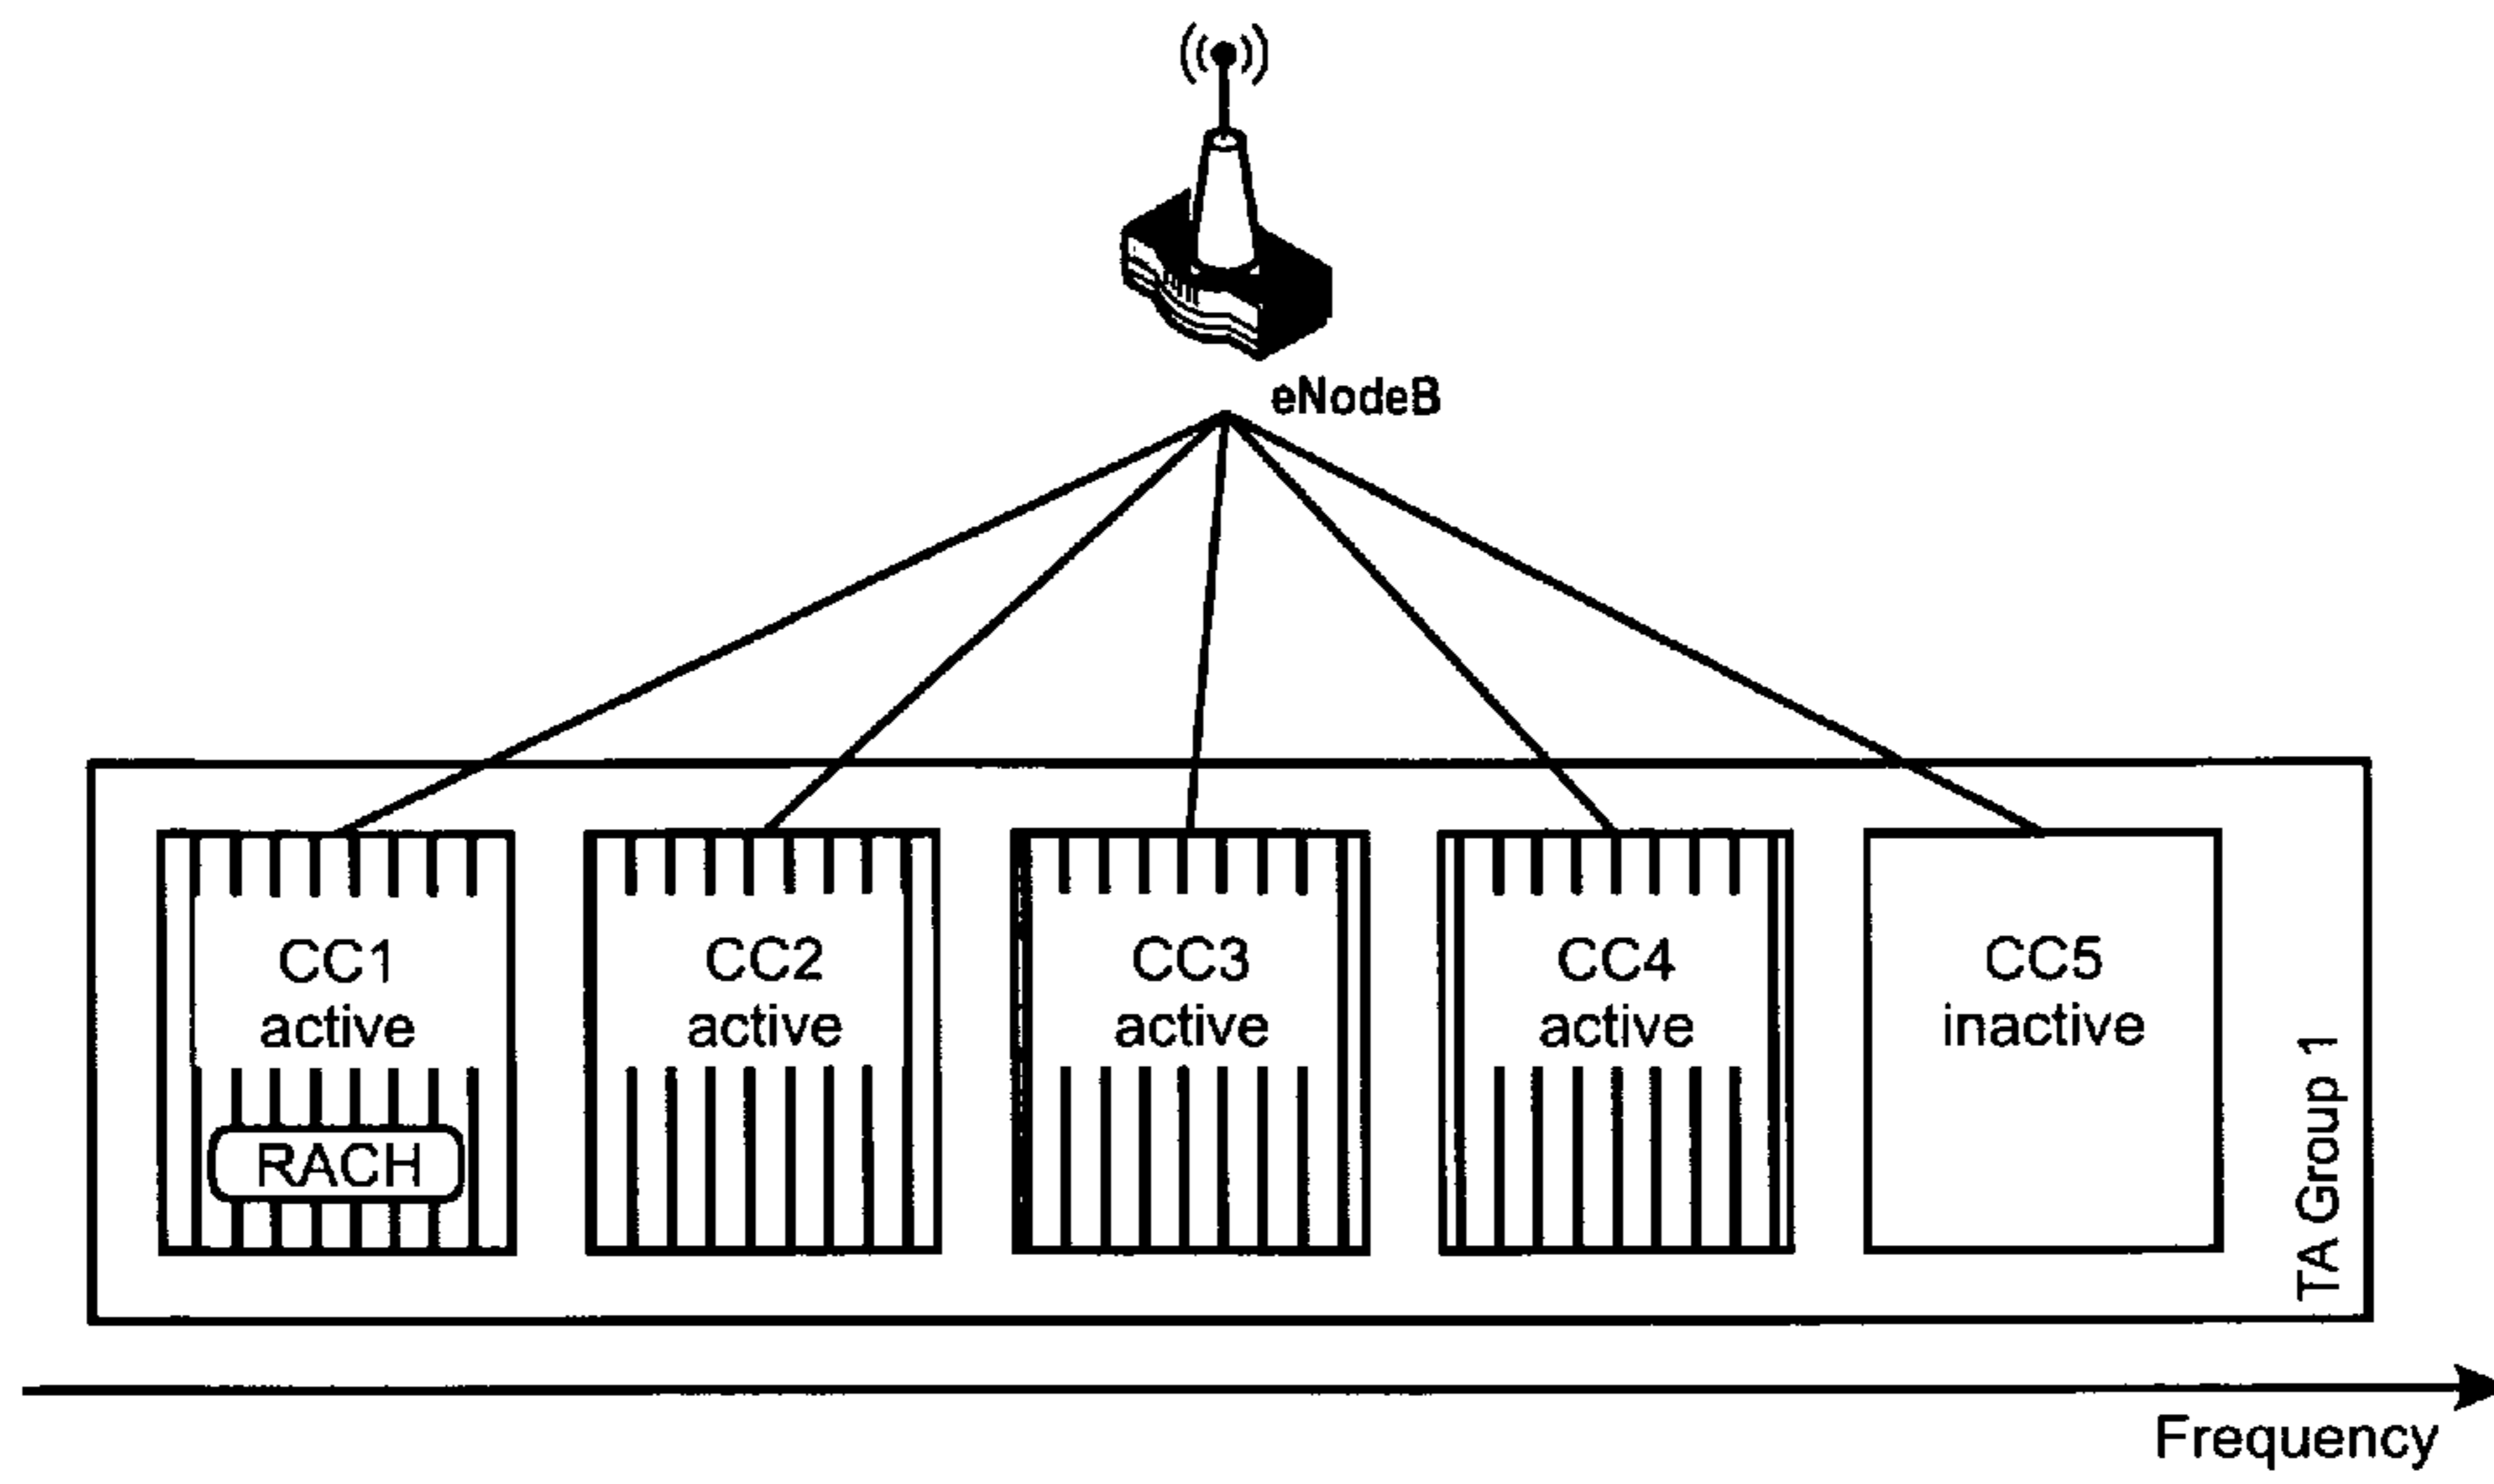 eNodeB
CC1
active
RACH
CC2
active
CC3
active
CC4
active
CC5
inactive
TA Group 1
Frequency